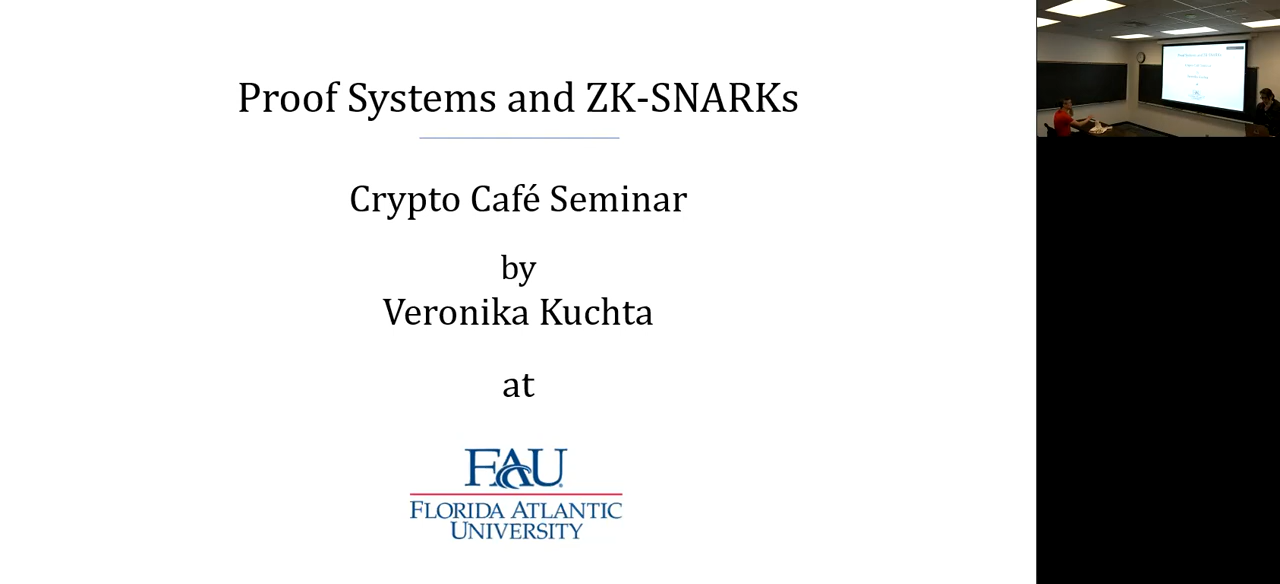 Proof Systems and ZK-SNARKs
Crypto Café Seminar
by
Veronika Kuchta
at
FAU
FLORIDA ATLANTIC
UNIVERSITY